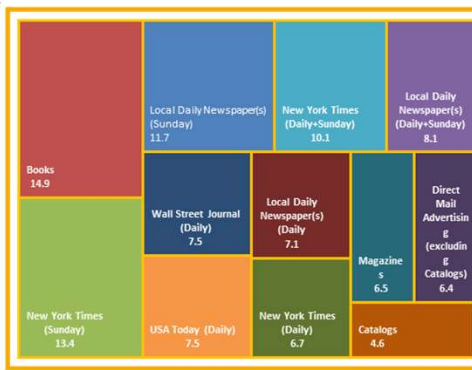 Books
14.9
New York Times
(Sunday)
13.4
Local Daily Newspaper(s)
(Sunday)
11.7
New York Times
(Daily+Sunday)
10.1
Local Daily
Newspaper(s)
(Daily+Sunday)
8.1
Wall Street Journal
(Daily)
7.5
USA Today (Daily)
7.5
Local Daily
Newspaper(s)
(Daily
7.1
New York Times
(Daily)
6.7
Magazine
s
6.5
Direct
Mail
Advertisin
g
(excludin
g
Catalogs)
6.4
Catalogs
4.6